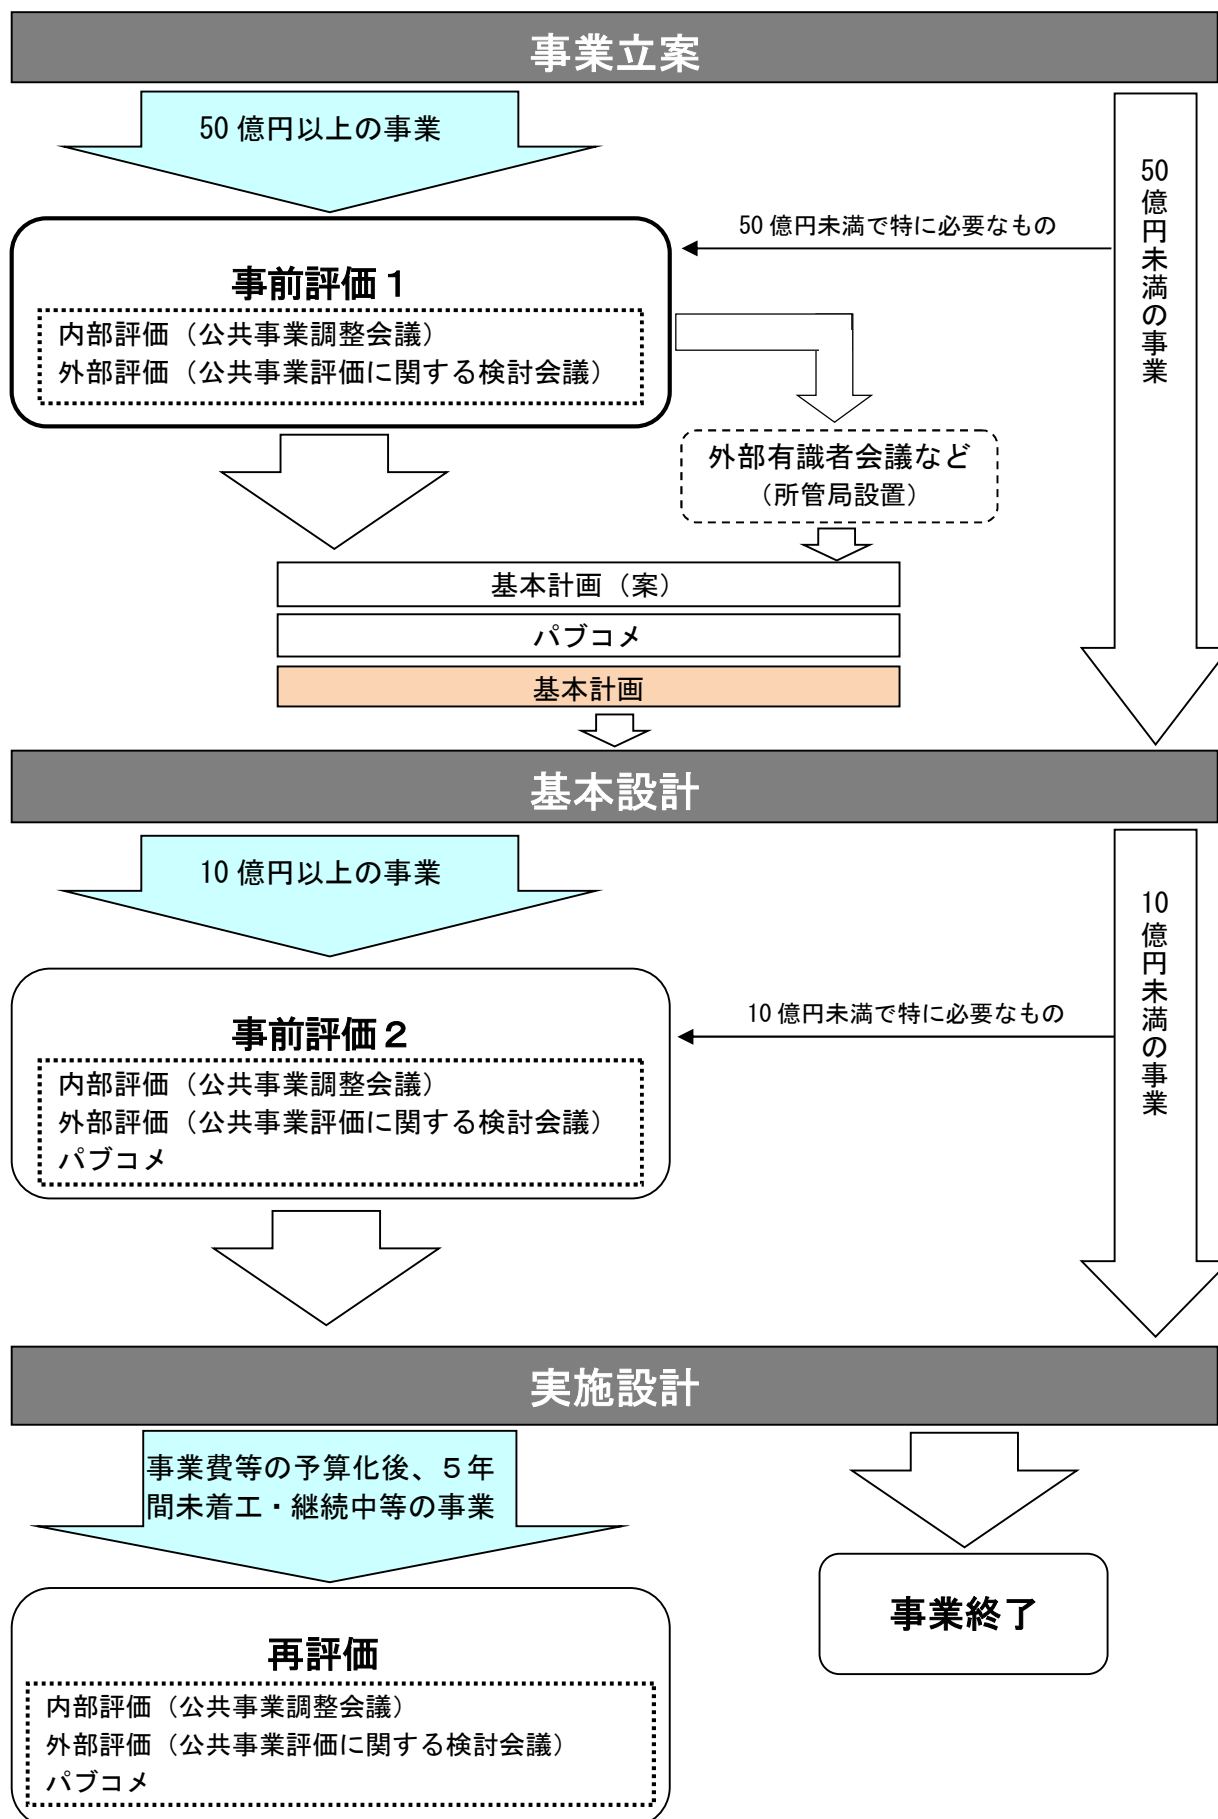 事業立案
50億円以上の事業
50億円未満の事業
50億円未満で特に必要なもの
事前評価1
内部評価（公共事業調整会議）
外部評価（公共事業評価に関する検討会議）
外部有識者会議など
（所管局設置）
基本計画（案）
パブコメ
基本計画
基本設計
10億円以上の事業
10億円未満の事業
10億円未満で特に必要なもの
事前評価２
内部評価（公共事業調整会議）
外部評価（公共事業評価に関する検討会議）
パブコメ
実施設計
事業費等の予算化後、５年
間未着工・継続中等の事業
事業終了
再評価
内部評価（公共事業調整会議）
外部評価（公共事業評価に関する検討会議）
パブコメ